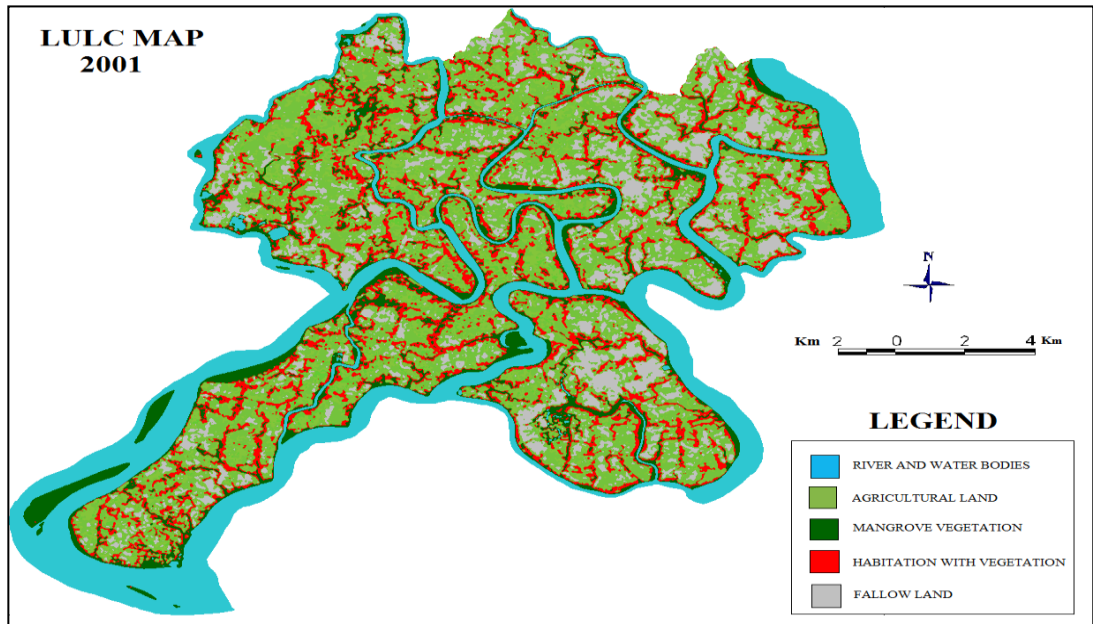 LULC MAP
2001
N
Km 2 0 2 4 Km
LEGEND
RIVER AND WATER BODIES
AGRICULTURAL LAND
MANGROVE VEGETATION
HABITATION WITH VEGETATION
FALLOW LAND